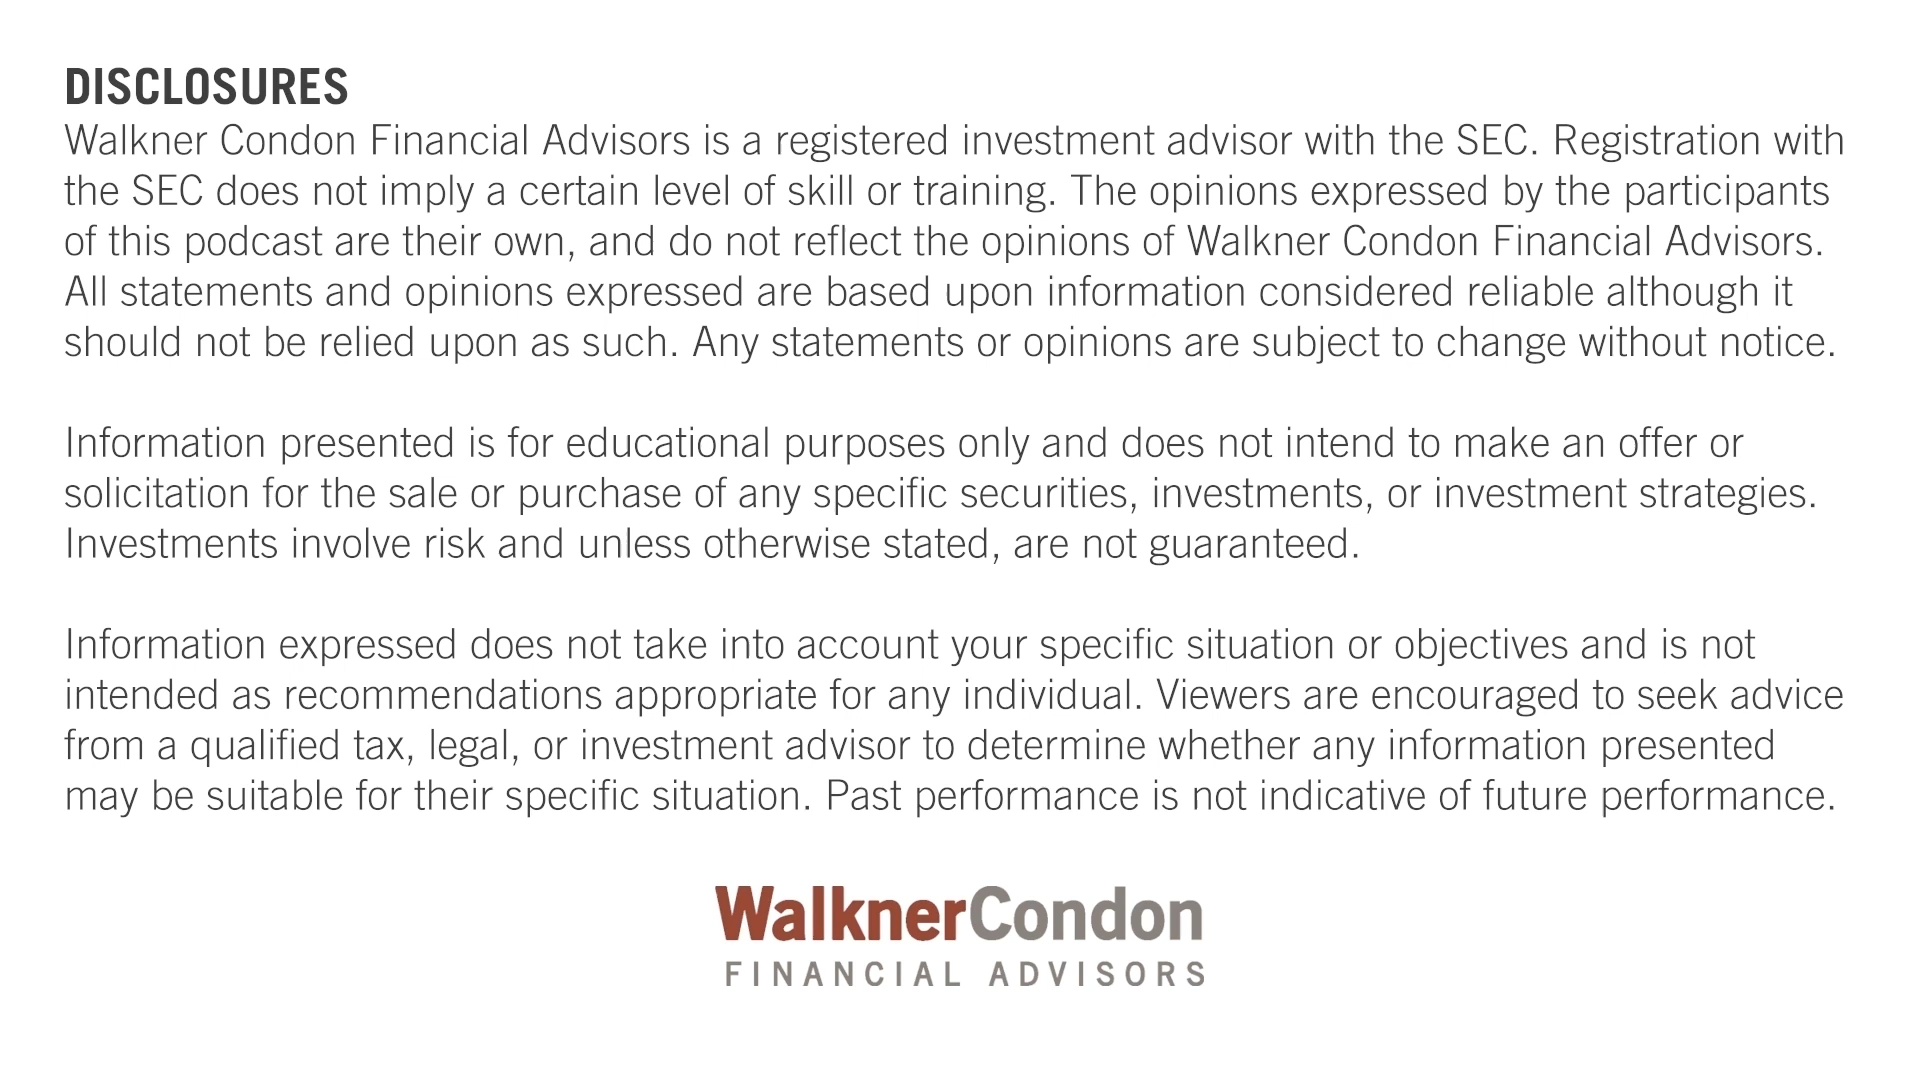 DISCLOSURES
Walkner Condon Financial Advisors is a registered investment advisor with the SEC. Registration with
the SEC does not imply a certain level of skill or training. The opinions expressed by the participants
of this podcast are their own, and do not reflect the opinions of Walkner Condon Financial Advisors.
All statements and opinions expressed are based upon information considered reliable although it
should not be relied upon as such. Any statements or opinions are subject to change without notice.
Information presented is for educational purposes only and does not intend to make an offer or
solicitation for the sale or purchase of any specific securities, investments, or investment strategies.
Investments involve risk and unless otherwise stated, are not guaranteed.
Information expressed does not take into account your specific situation or objectives and is not
intended as recommendations appropriate for any individual. Viewers are encouraged to seek advice
from a qualified tax, legal, or investment advisor to determine whether any information presented
may be suitable for their specific situation. Past performance is not indicative of future performance.
WalknerCondon
FINANCIAL ADVISORS